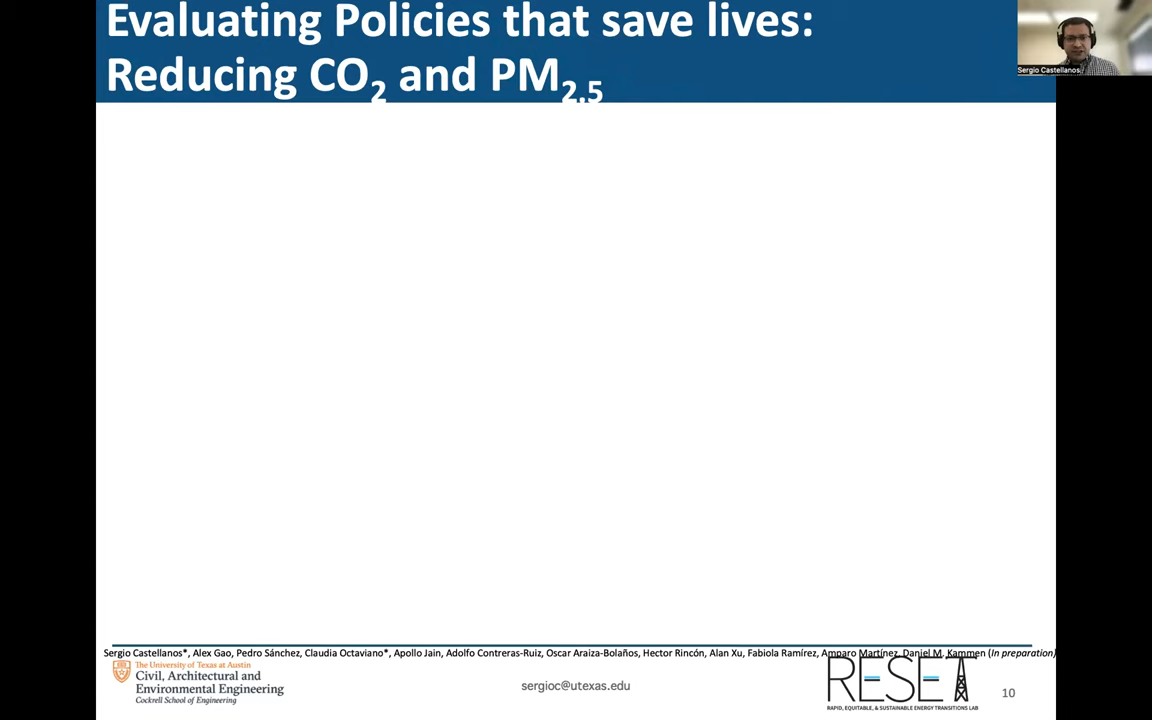 Evaluating Policies that save lives:
Reducing CO2 and PM2.5
Sergio Castellanos
Sergio Castellanos*, Alex Gao, Pedro Sánchez, Claudia Octaviano*, Apollo Jain, Adolfo Contreras-Ruiz, Oscar Araiza-Bolaños, Hector Rincón, Alan Xu, Fabiola Ramírez, Amparo Martínez, Daniel M. Kammen (In preparation)
The University of Texas at Austin
Civil, Architectural and
Environmental Engineering
Cockrell School of Engineering
sergioc@utexas.edu
RESET
RAPID, EQUITABLE, & SUSTAINABLE ENERGY TRANSITIONS LAB
10